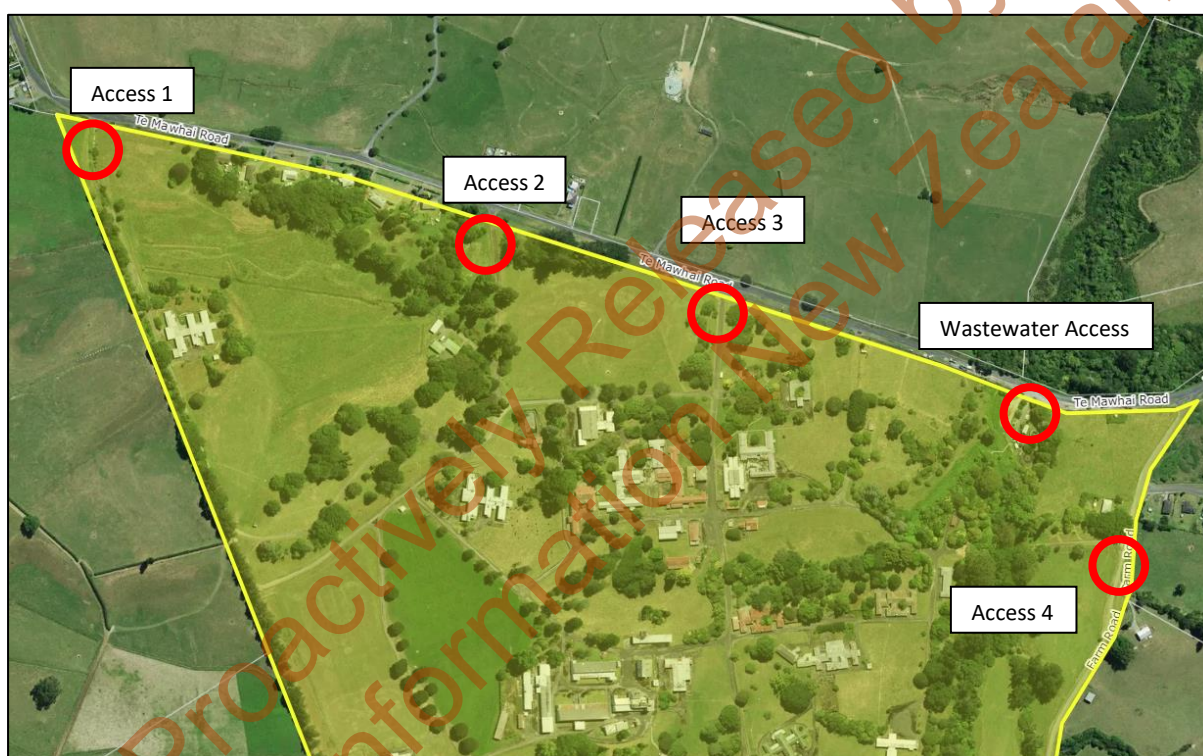 Access 1
Te Mawhai Road
Access 2
Access 3
Te Mawhai Road
Wastewater Access
Te Mawhai Road
Farm Road
Access 4
Farm Road
Proactively Released by
Information New Zealan